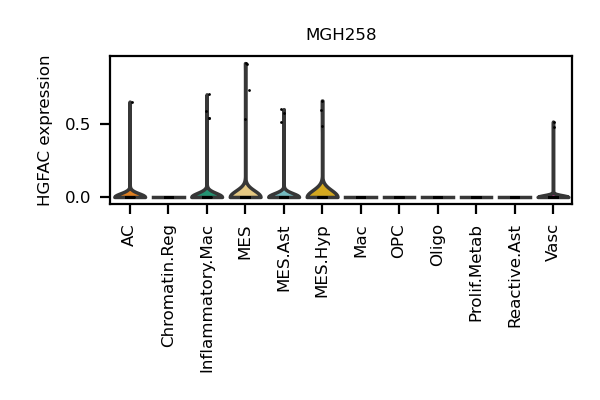 MGH258
HGFAC expression
0.5
0.0
AC
Chromatin.Reg
Inflammatory.Mac
MES
MES.Ast
MES.Hyp
Mac
OPC
Oligo
Prolif.Metab
Reactive.Ast
Vasc